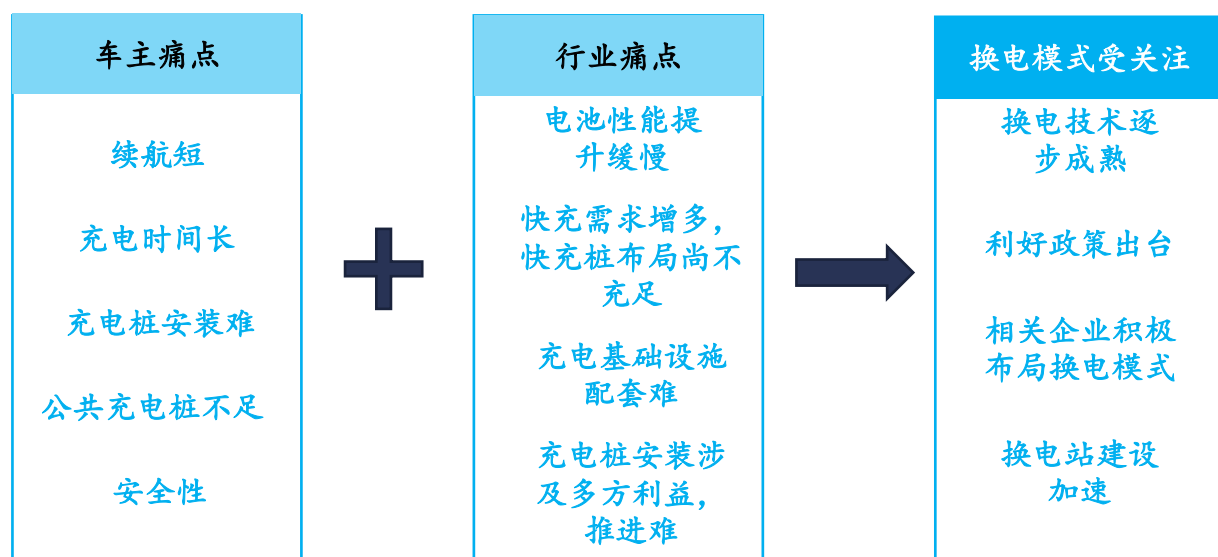 车主痛点
续航短
充电时间长
充电桩安装难
公共充电桩不足
安全性
行业痛点
电池性能提
升缓慢
快充需求增多，
快充桩布局尚不
充足
充电基础设施
配套难
充电桩安装涉
及多方利益，
推进难
换电模式受关注
换电技术逐
步成熟
利好政策出台
相关企业积极
布局换电模式
换电站建设
加速